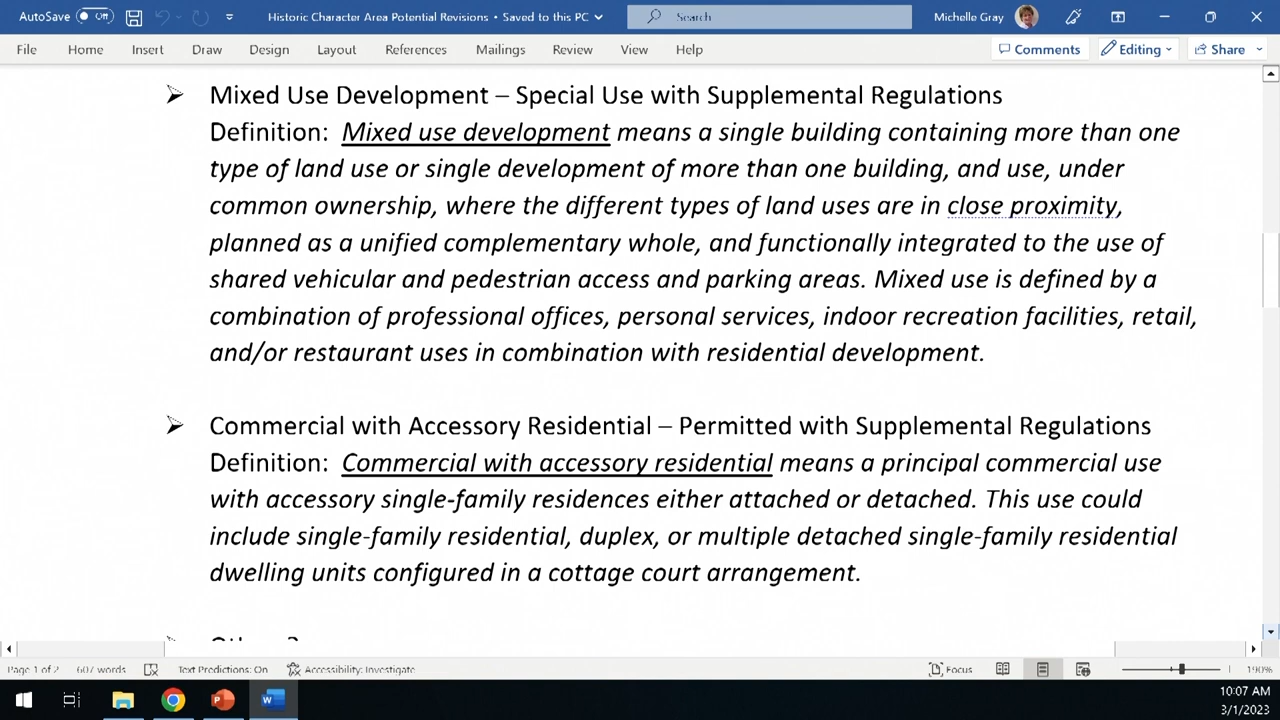 AutoSave Off Historic Character Area Potential Revisions • Saved to this PC Search Michelle Gray
File Home Insert Draw Design Layout References Mailings Review View Help Comments Editing Share
Mixed Use Development – Special Use with Supplemental Regulations
Definition: Mixed use development means a single building containing more than one
type of land use or single development of more than one building, and use, under
common ownership, where the different types of land uses are in close proximity,
planned as a unified complementary whole, and functionally integrated to the use of
shared vehicular and pedestrian access and parking areas. Mixed use is defined by a
combination of professional offices, personal services, indoor recreation facilities, retail,
and/or restaurant uses in combination with residential development.
Commercial with Accessory Residential – Permitted with Supplemental Regulations
Definition: Commercial with accessory residential means a principal commercial use
with accessory single-family residences either attached or detached. This use could
include single-family residential, duplex, or multiple detached single-family residential
dwelling units configured in a cottage court arrangement.
Page 1 of 2 607 words Text Predictions: On Accessibility: Investigate Focus 190%
10:07 AM
3/1/2023